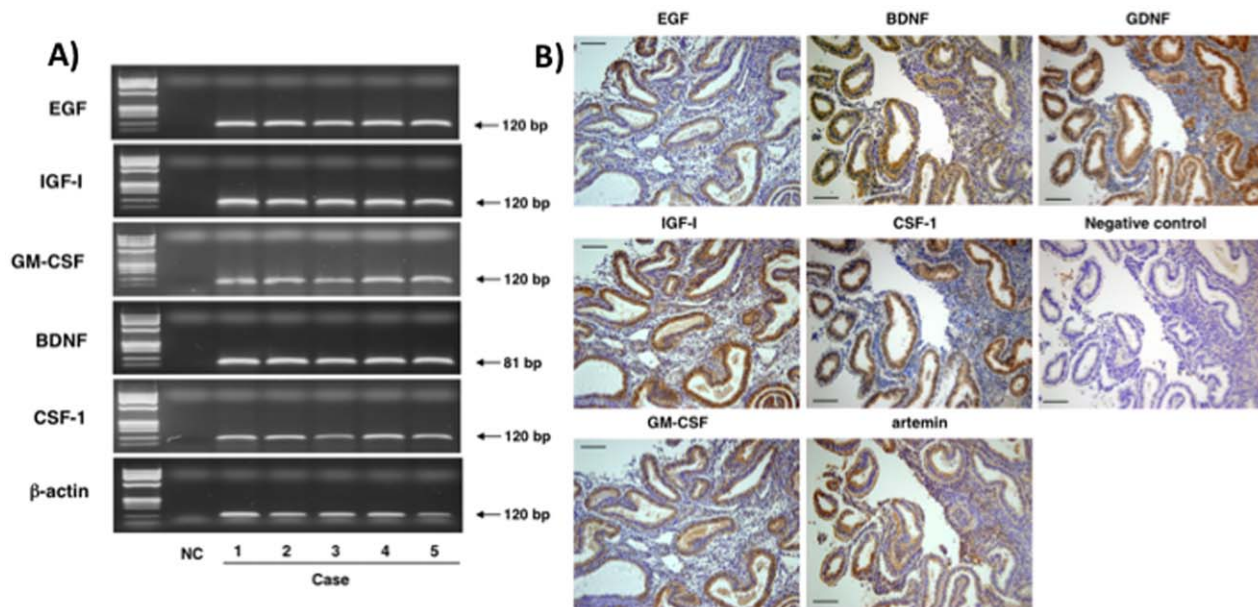 A)
EGF
120 bp
IGF-I
120 bp
GM-CSF
120 bp
BDNF
81 bp
CSF-1
120 bp
β-actin
120 bp
NC 1 2 3 4 5
Case
B)
EGF BDNF GDNF
IGF-I CSF-1 Negative control
GM-CSF artemin